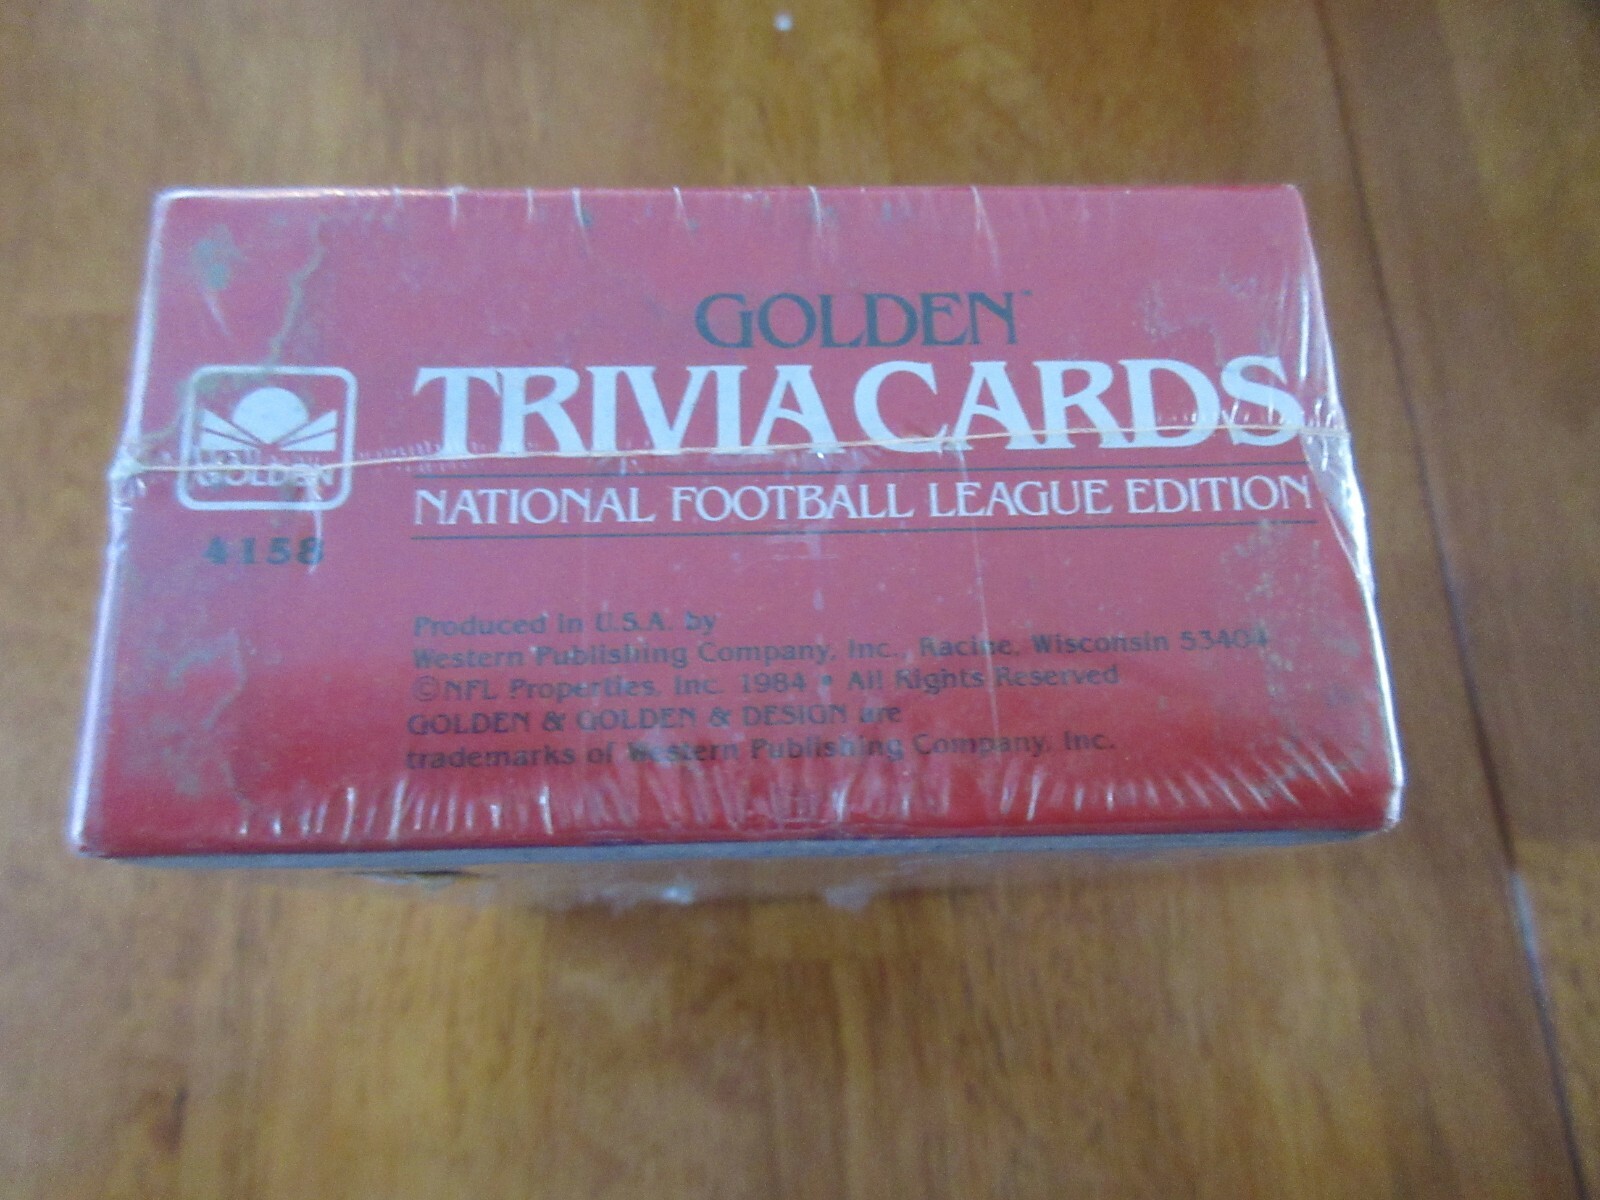 GOLDEN™
TRIVIA CARDS
NATIONAL FOOTBALL LEAGUE EDITION
GOLDEN
4158
Produced in U.S.A. by
Western Publishing Company, Inc., Racine, Wisconsin 53404
©NFL Properties, Inc. 1984 • All Rights Reserved
GOLDEN & GOLDEN & DESIGN are
trademarks of Western Publishing Company, Inc.